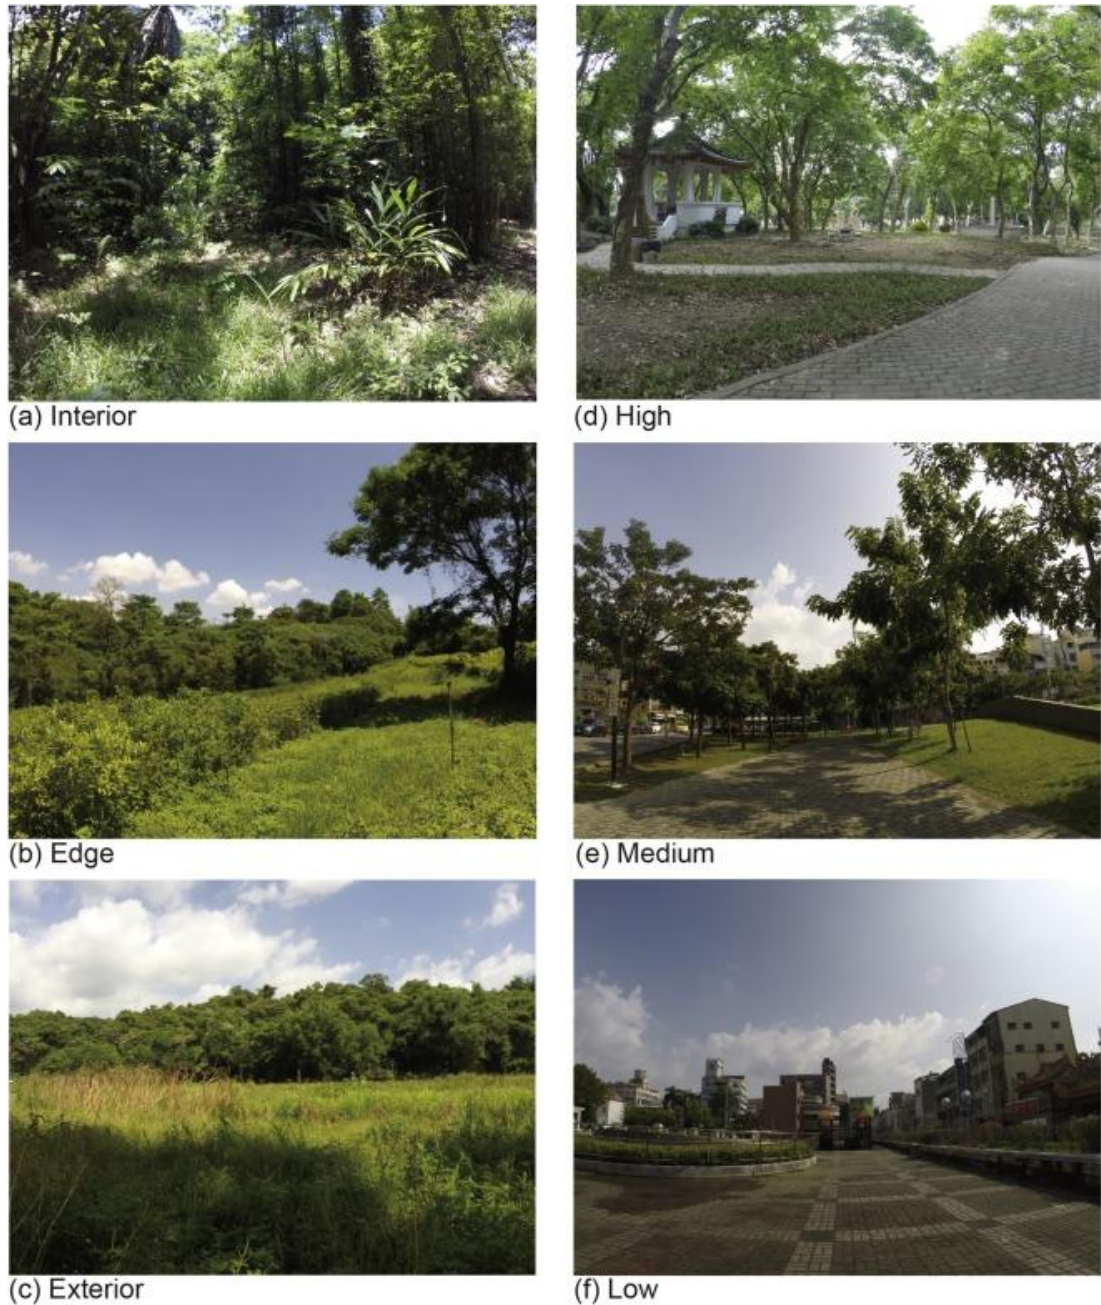 (a) Interior
(d) High
(b) Edge
(e) Medium
(c) Exterior
(f) Low